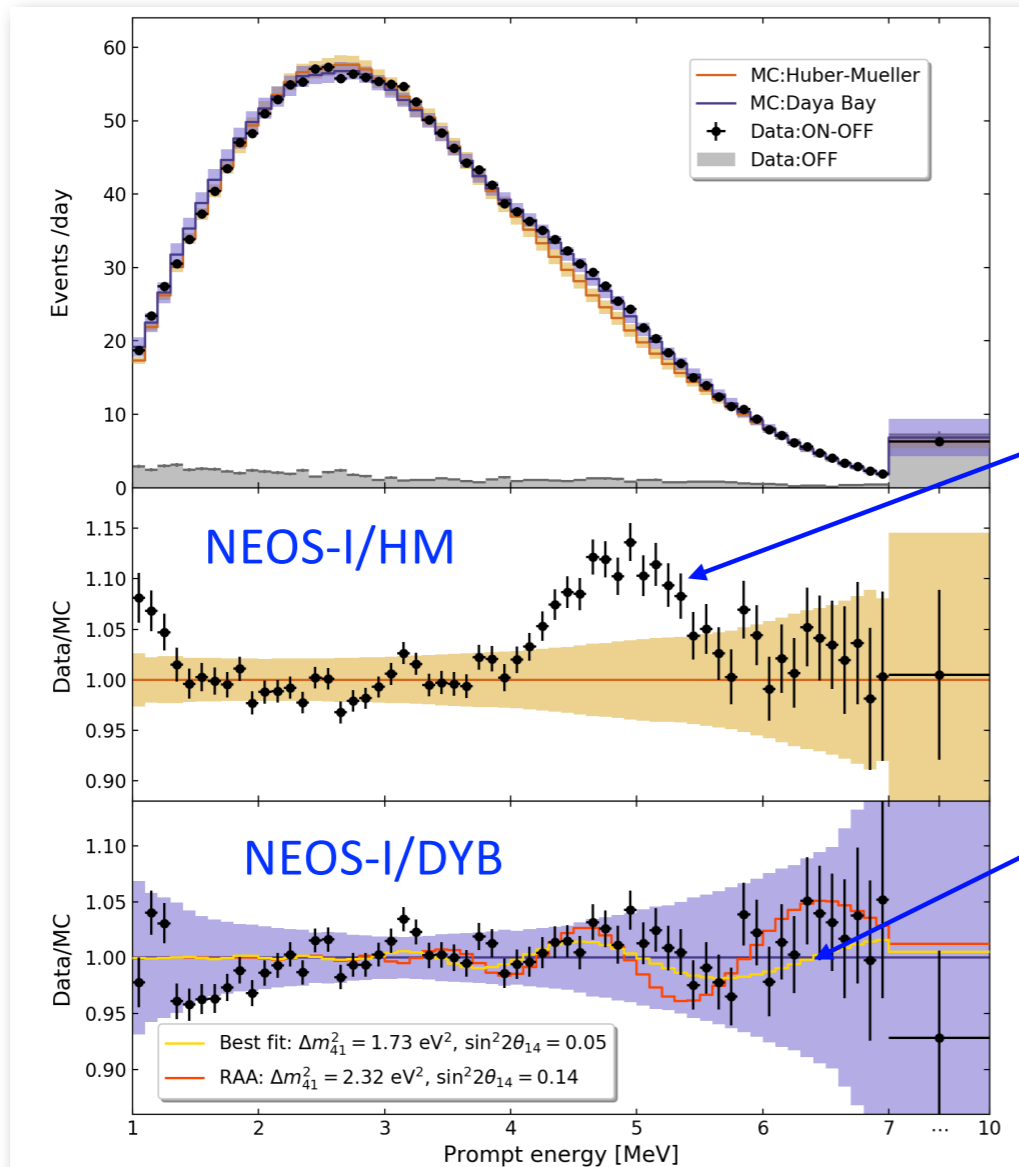 60
50
40
30
20
10
0
Events /day
MC:Huber-Mueller
MC:Daya Bay
Data:ON-OFF
Data:OFF
1.15
1.10
1.05
1.00
0.95
0.90
Data/MC
NEOS-I/HM
1.10
1.05
1.00
0.95
0.90
Data/MC
NEOS-I/DYB
Best fit: Δm²₄₁ = 1.73 eV², sin²2θ₁₄ = 0.05
RAA: Δm²₄₁ = 2.32 eV², sin²2θ₁₄ = 0.14
1 2 3 4 5 6 7 ... 10
Prompt energy [MeV]